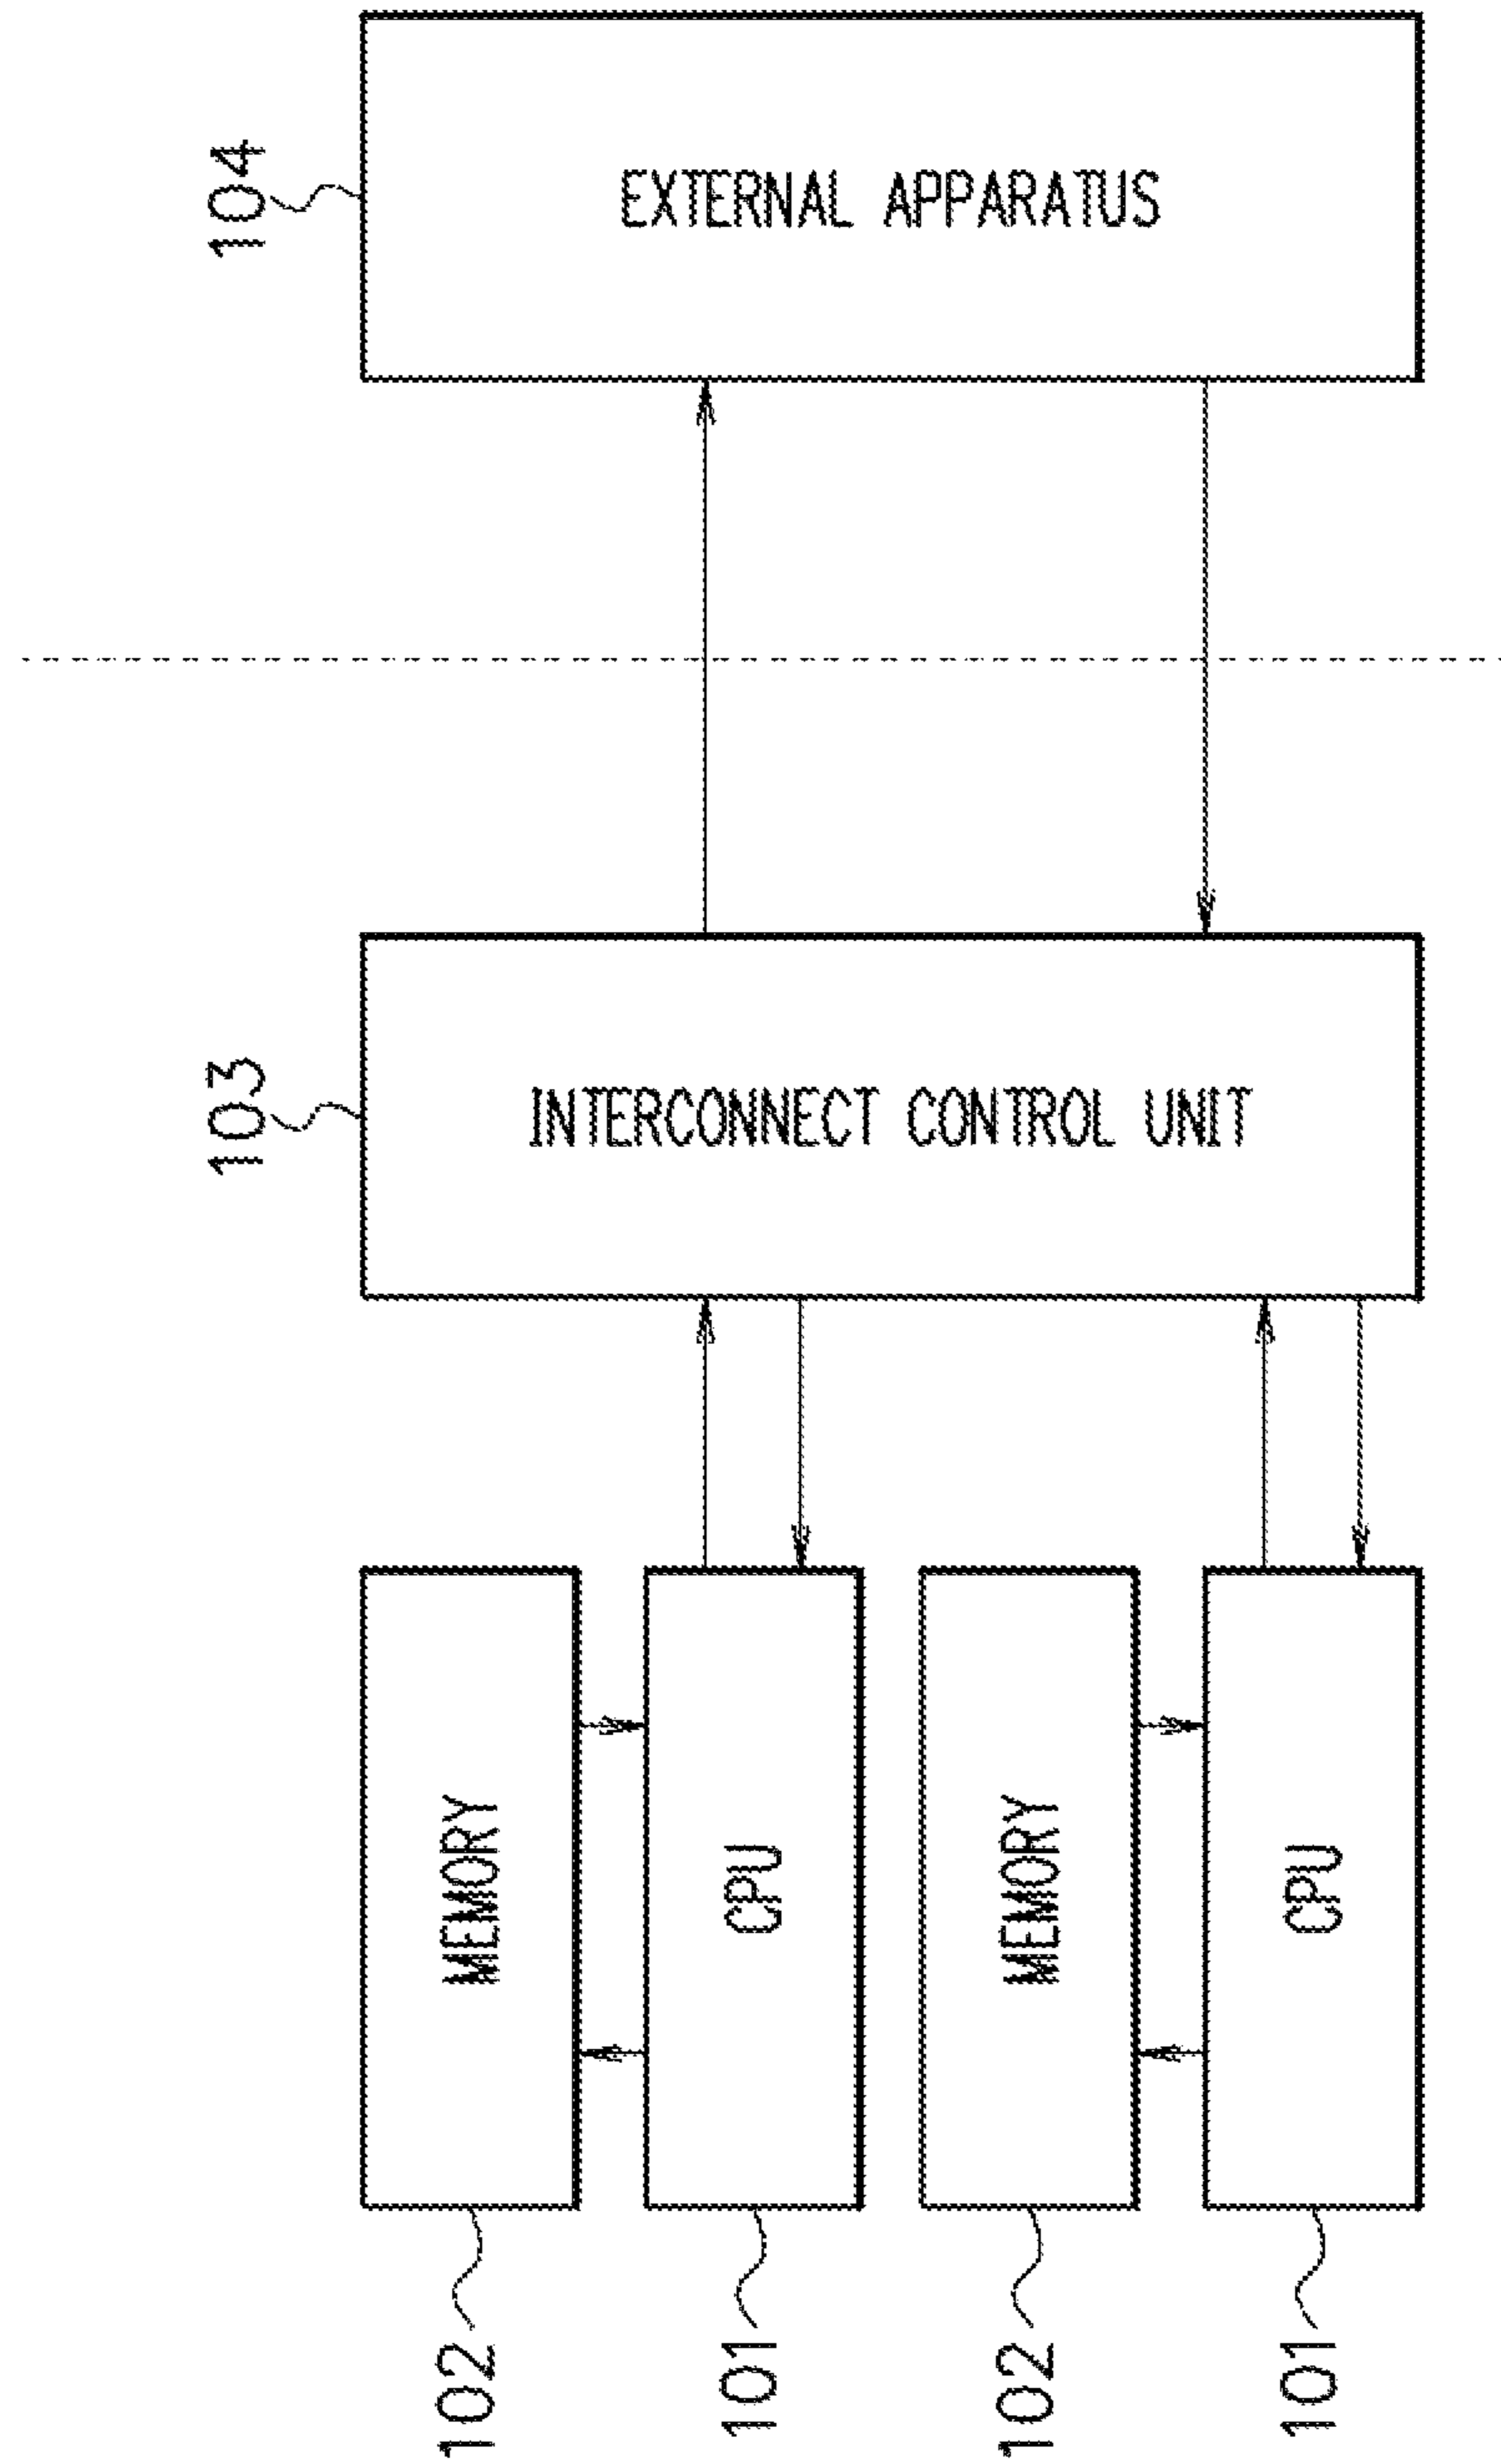 104
EXTERNAL APPARATUS
103
INTERCONNECT CONTROL UNIT
MEMORY
CPU
MEMORY
CPU
102
101
102
101